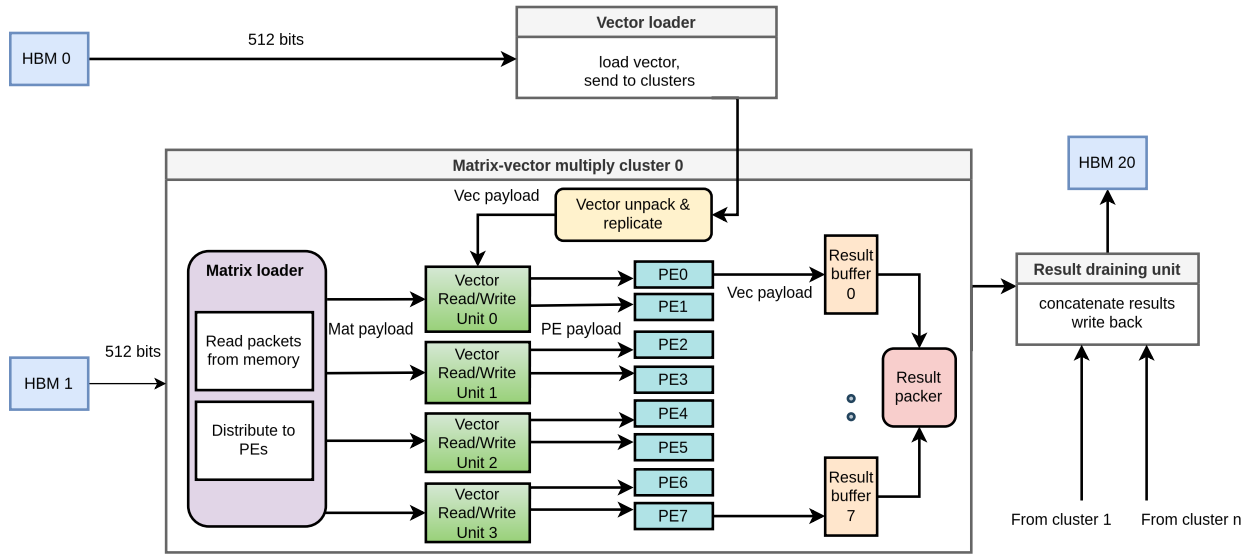 Vector loader
HBM 0
512 bits
load vector,
send to clusters
Matrix-vector multiply cluster 0
HBM 20
Vec payload
Vector unpack &
replicate
Matrix loader
Read packets
from memory
Distribute to
PEs
HBM 1
512 bits
Mat payload
Vector
Read/Write
Unit 0
Vector
Read/Write
Unit 1
Vector
Read/Write
Unit 2
Vector
Read/Write
Unit 3
PE payload
PE0
PE1
PE2
PE3
PE4
PE5
PE6
PE7
Vec payload
Result
buffer
0
Result
packer
Result
buffer
7
Result draining unit
concatenate results
write back
From cluster 1
From cluster n